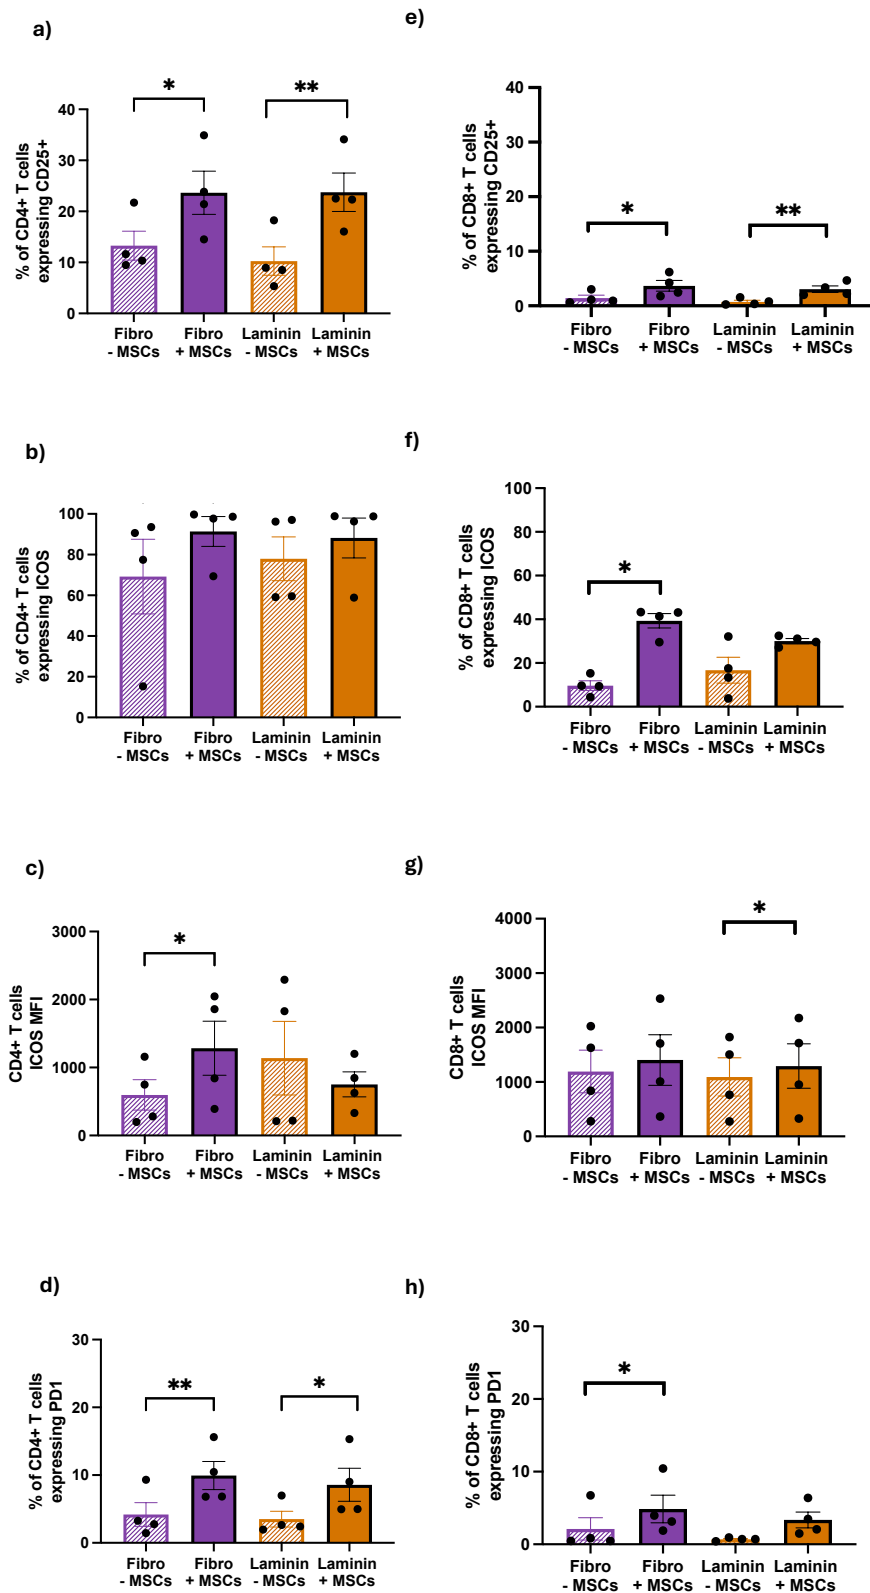 a)
% of CD4+ T cells
expressing CD25+
40
30
20
10
0
*
**
Fibro
- MSCs
Fibro
+ MSCs
Laminin
- MSCs
Laminin
+ MSCs
e)
% of CD8+ T cells
expressing CD25+
40
30
20
10
0
*
**
Fibro
- MSCs
Fibro
+ MSCs
Laminin
- MSCs
Laminin
+ MSCs
b)
% of CD4+ T cells
expressing ICOS
100
80
60
40
20
0
Fibro
- MSCs
Fibro
+ MSCs
Laminin
- MSCs
Laminin
+ MSCs
f)
% of CD8+ T cells
expressing ICOS
100
80
60
40
20
0
*
Fibro
- MSCs
Fibro
+ MSCs
Laminin
- MSCs
Laminin
+ MSCs
c)
CD4+ T cells
ICOS MFI
3000
2000
1000
0
*
Fibro
- MSCs
Fibro
+ MSCs
Laminin
- MSCs
Laminin
+ MSCs
g)
CD8+ T cells
ICOS MFI
4000
3000
2000
1000
0
*
Fibro
- MSCs
Fibro
+ MSCs
Laminin
- MSCs
Laminin
+ MSCs
d)
% of CD4+ T cells
expressing PD1
30
20
10
0
**
*
Fibro
- MSCs
Fibro
+ MSCs
Laminin
- MSCs
Laminin
+ MSCs
h)
% of CD8+ T cells
expressing PD1
30
20
10
0
*
Fibro
- MSCs
Fibro
+ MSCs
Laminin
- MSCs
Laminin
+ MSCs